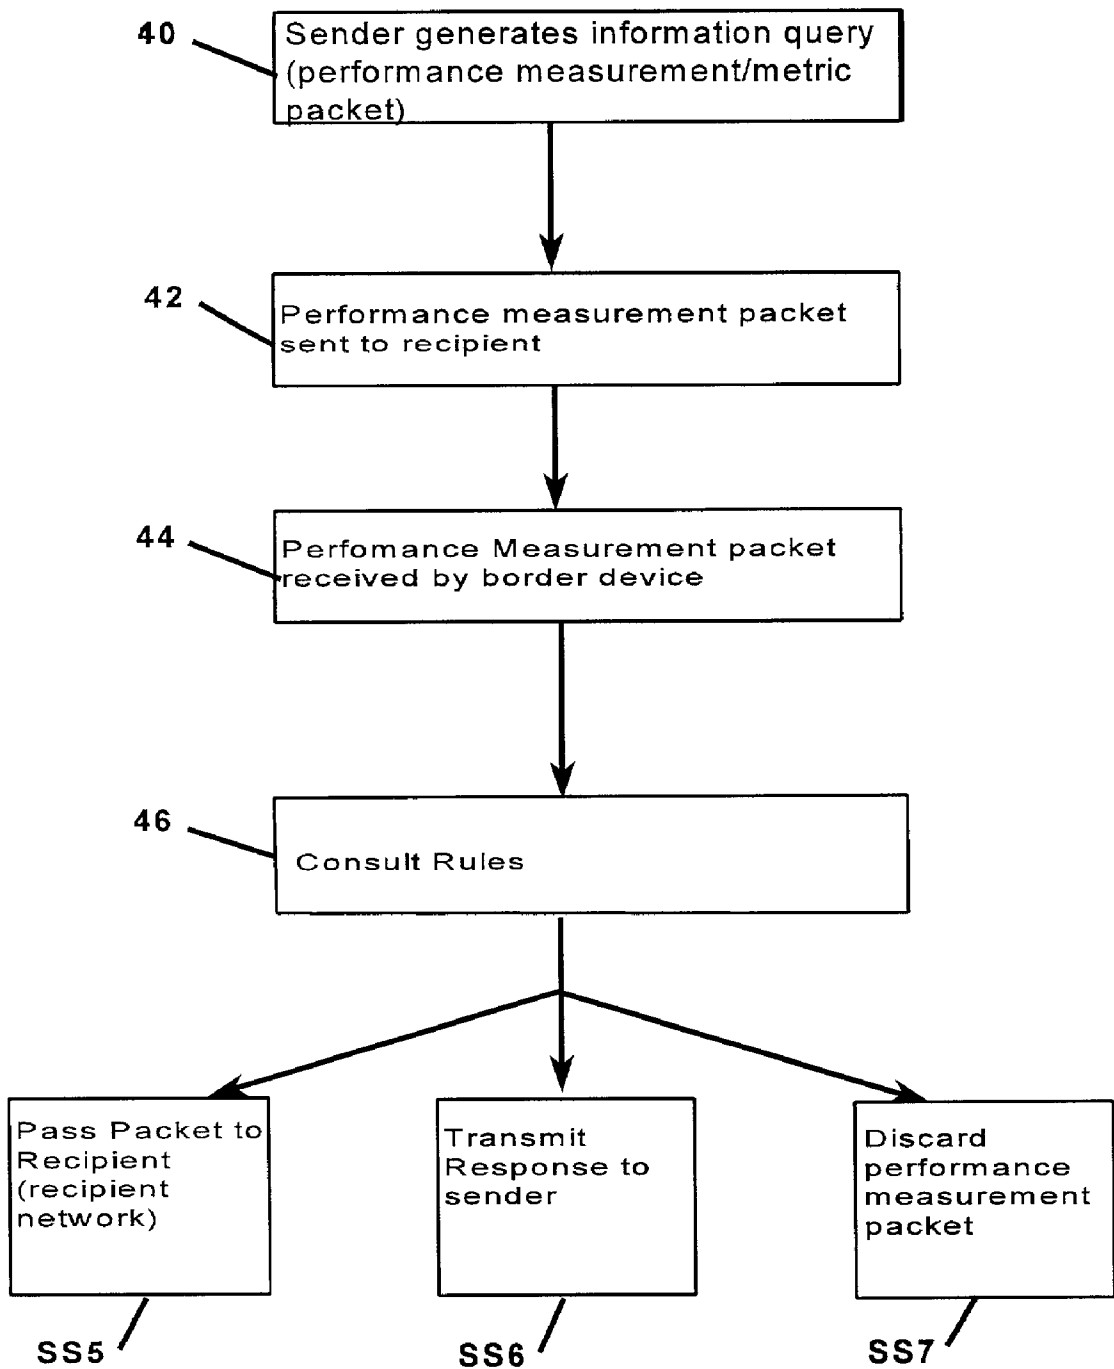 40
Sender generates information query
(performance measurement/metric
packet)
42
Performance measurement packet
sent to recipient
44
Perfomance Measurement packet
received by border device
46
Consult Rules
Pass Packet to
Recipient
(recipient
network)
Transmit
Response to
sender
Discard
performance
measurement
packet
SS5
SS6
SS7